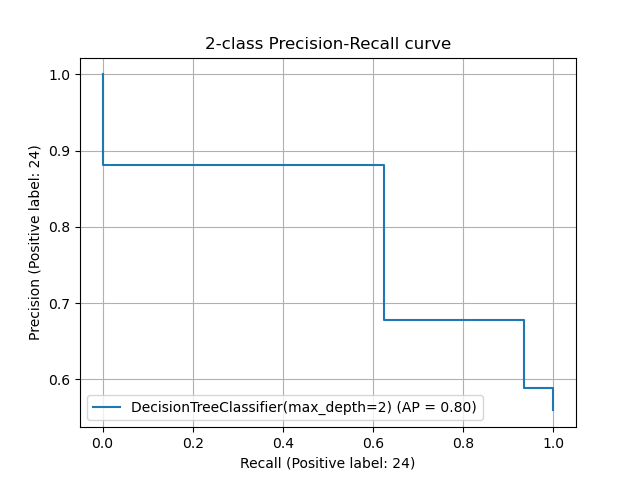 2-class Precision-Recall curve
1.0
0.9
0.8
0.7
0.6
Precision (Positive label: 24)
DecisionTreeClassifier(max_depth=2) (AP = 0.80)
0.0 0.2 0.4 0.6 0.8 1.0
Recall (Positive label: 24)